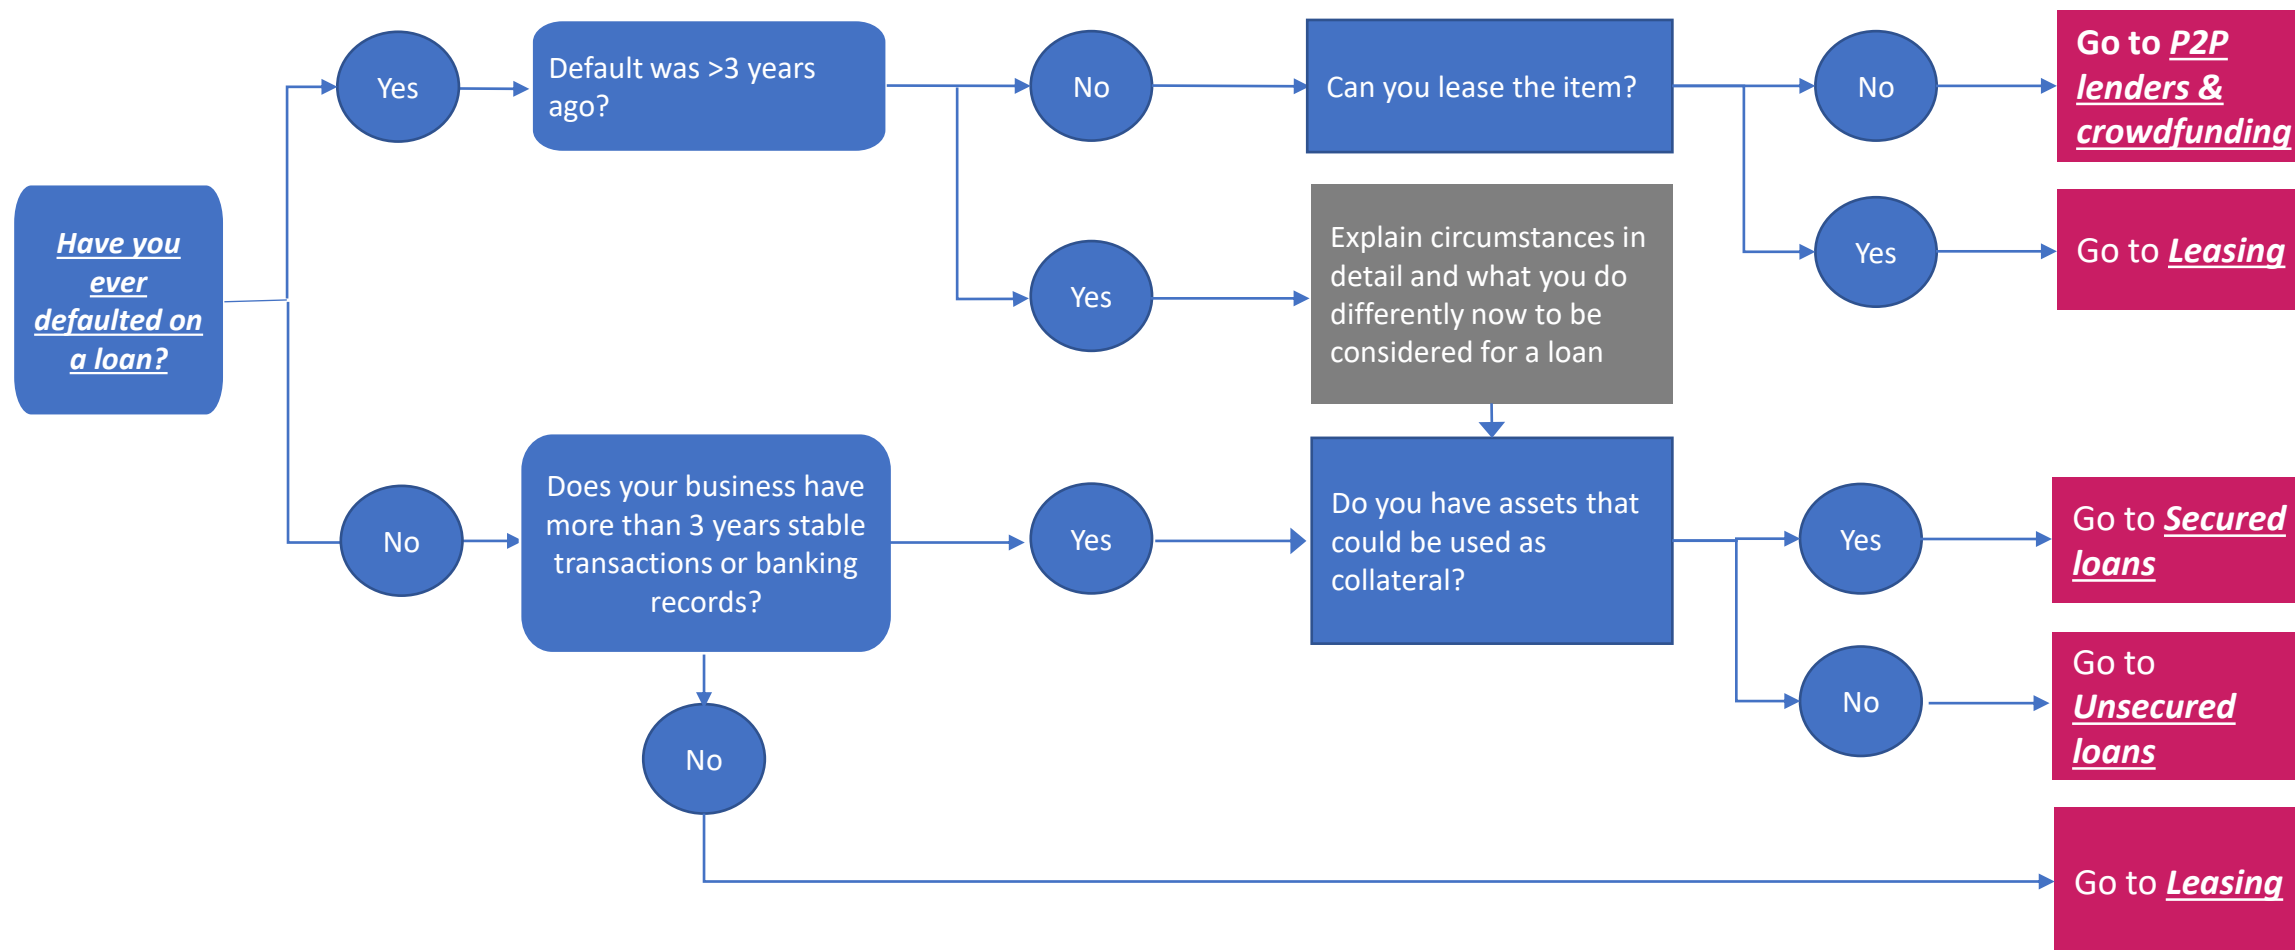 Have you
ever
defaulted on
a loan?
Yes
Default was >3 years
ago?
No
Can you lease the item?
No
Go to P2P
lenders &
crowdfunding
Yes
Explain circumstances in
detail and what you do
differently now to be
considered for a loan
Yes
Go to Leasing
No
Does your business have
more than 3 years stable
transactions or banking
records?
Yes
Do you have assets that
could be used as
collateral?
Yes
Go to Secured
loans
No
Go to
Unsecured
loans
No
Go to Leasing